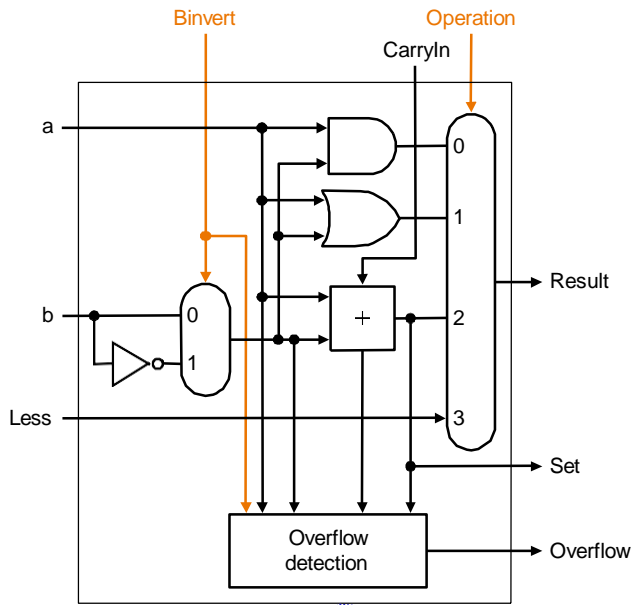 Binvert
Operation
CarryIn
a
0
1
Result
b
0
+
2
1
Less
3
Set
Overflow
detection
Overflow